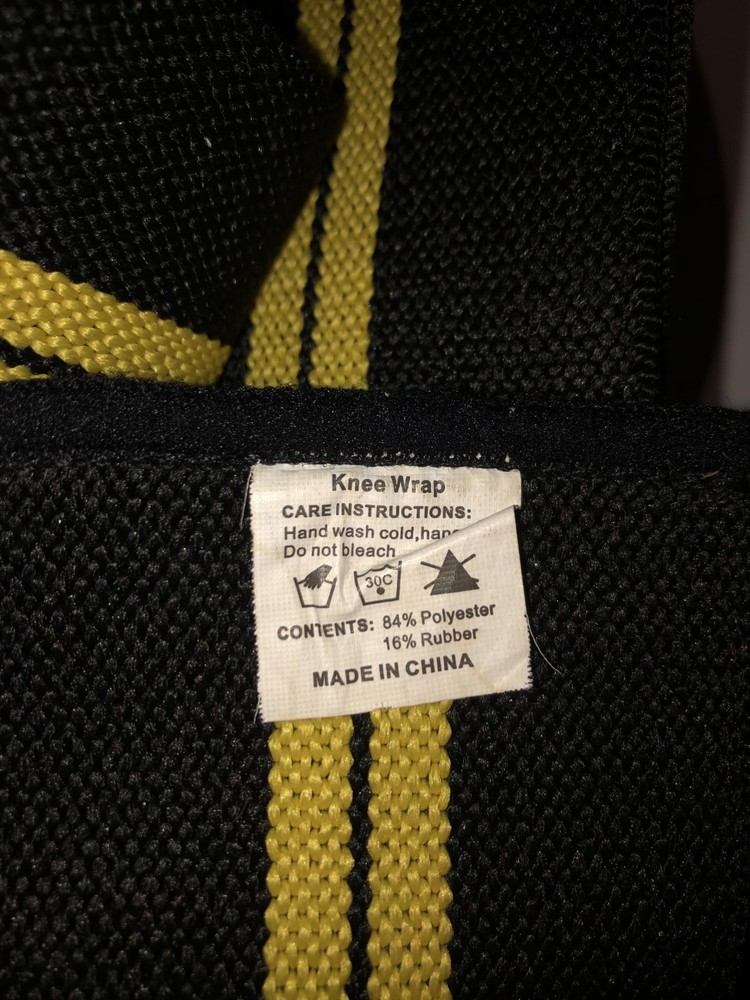 Knee Wrap
CARE INSTRUCTIONS:
Hand wash cold,
Do not bleach
30C
CONTENTS: 84% Polyester
16% Rubber
MADE IN CHINA